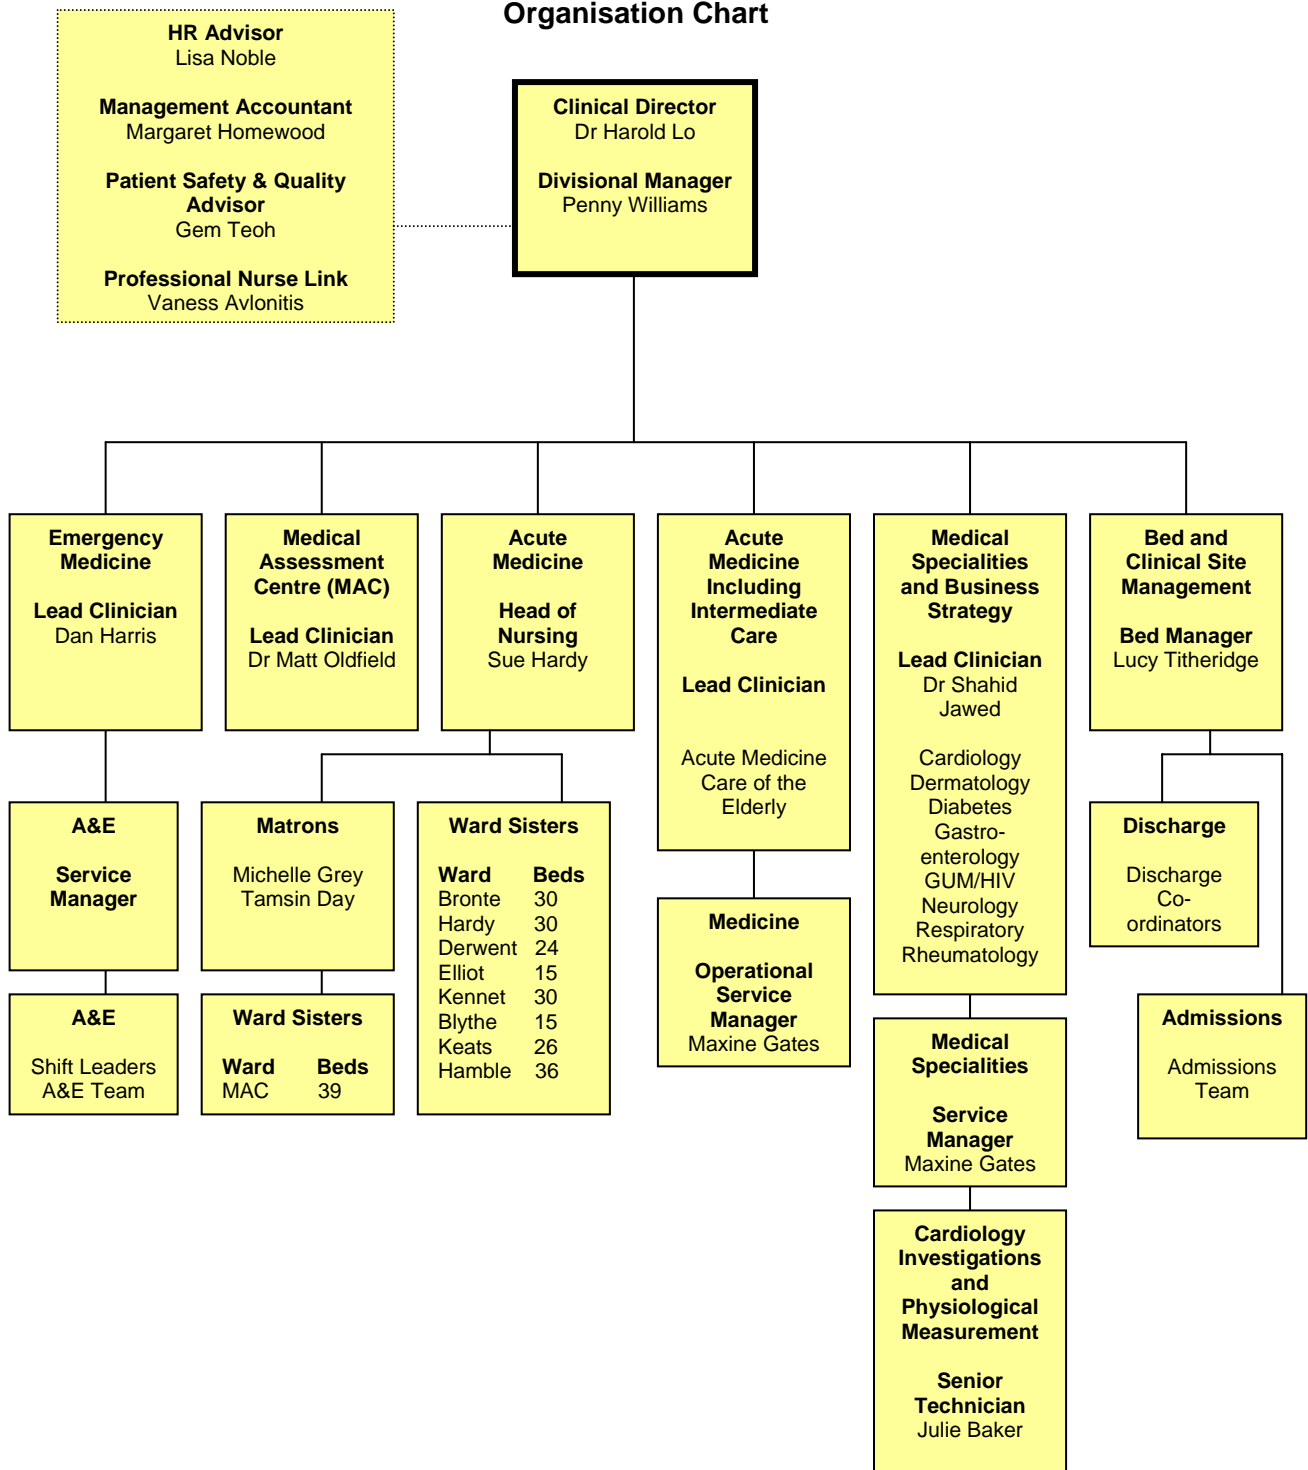 Organisation Chart
HR Advisor
Lisa Noble
Management Accountant
Margaret Homewood
Patient Safety & Quality
Advisor
Gem Teoh
Professional Nurse Link
Vaness Avlonitis
Clinical Director
Dr Harold Lo
Divisional Manager
Penny Williams
Emergency
Medicine
Lead Clinician
Dan Harris
Medical
Assessment
Centre (MAC)
Lead Clinician
Dr Matt Oldfield
Acute
Medicine
Head of
Nursing
Sue Hardy
Acute
Medicine
Including
Intermediate
Care
Lead Clinician
Acute Medicine
Care of the
Elderly
Medical
Specialities
and Business
Strategy
Lead Clinician
Dr Shahid
Jawed
Cardiology
Dermatology
Diabetes
Gastro-
enterology
GUM/HIV
Neurology
Respiratory
Rheumatology
Bed and
Clinical Site
Management
Bed Manager
Lucy Titheridge
A&E
Service
Manager
Matrons
Michelle Grey
Tamsin Day
Ward Sisters
Ward Beds
Bronte 30
Hardy 30
Derwent 24
Elliot 15
Kennet 30
Blythe 15
Keats 26
Hamble 36
Medicine
Operational
Service
Manager
Maxine Gates
Discharge
Discharge
Co-
ordinators
A&E
Shift Leaders
A&E Team
Ward Sisters
Ward Beds
MAC 39
Medical
Specialities
Service
Manager
Maxine Gates
Admissions
Admissions
Team
Cardiology
Investigations
and
Physiological
Measurement
Senior
Technician
Julie Baker